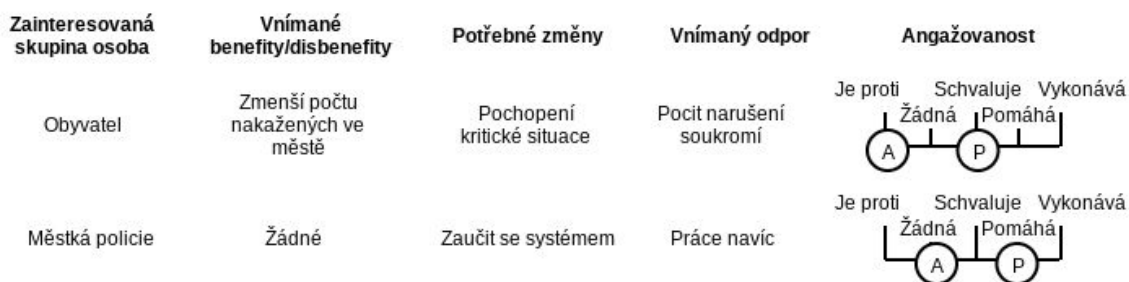 Zainteresovaná
skupina osoba
Vnímané
benefity/disbenefity
Potřebné změny
Vnímaný odpor
Angažovanost
Obyvatel
Zmenší počtu
nakažených ve
městě
Pochopení
kritické situace
Pocit narušení
soukromí
Je proti
Schvaluje
Vykonává
Žádná
Pomáhá
A
P
Městká policie
Žádné
Zaučit se systémem
Práce navíc
Je proti
Schvaluje
Vykonává
Žádná
Pomáhá
A
P